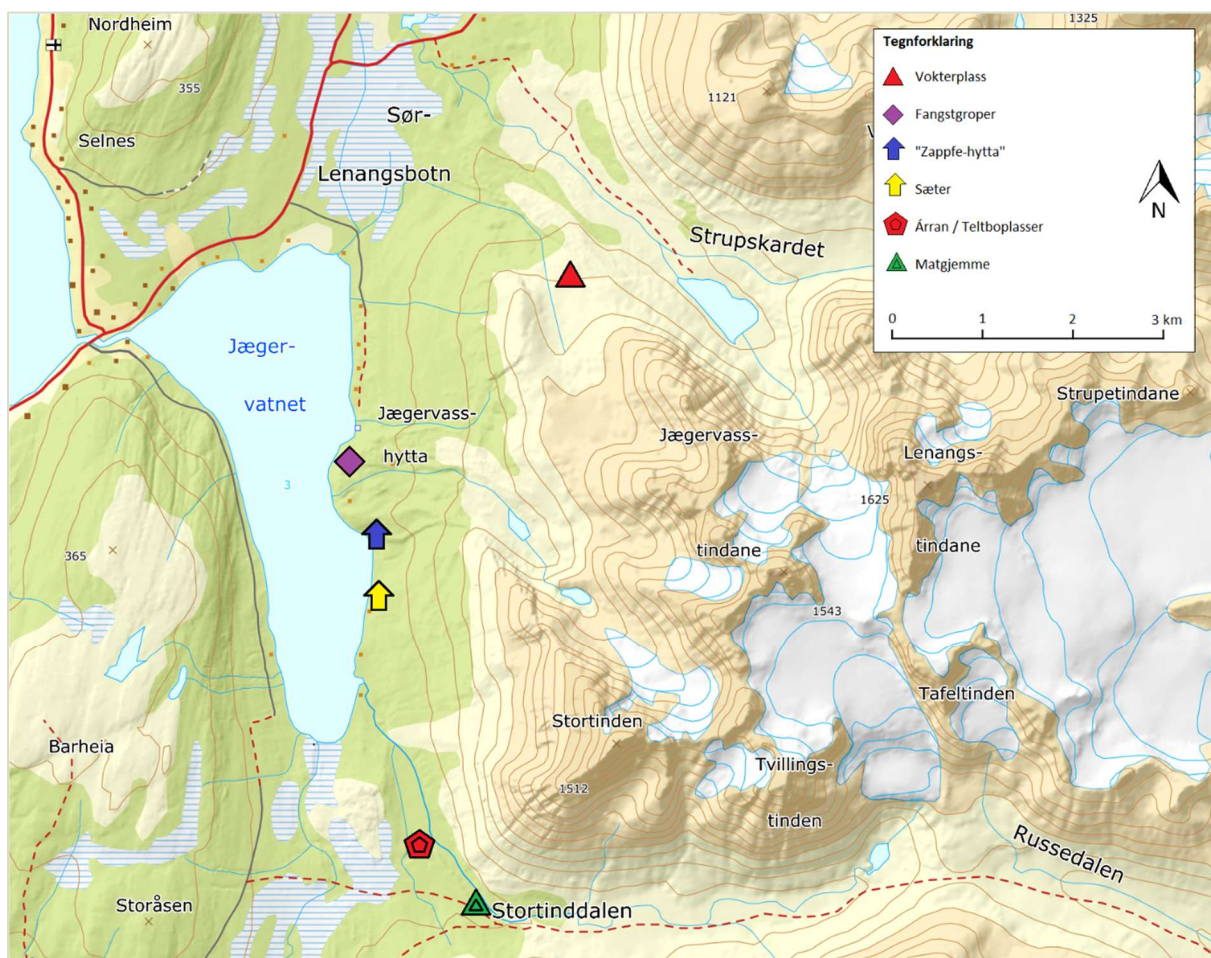 Nordheim
1325
Tegnforklaring
Vokterplass
Fangstgroper
"Zappfe-hytta"
Sæter
Árran / Teltboplasser
Matgjemme
N
0 1 2 3 km
355
1121
Sør-
Selnes
Lenangsbotn
Strupskardet
Jæger-
vatnet
Strupetindane
Jægervass-
hytta
Jægervass-
Lenangs-
3
1625
tindane
tindane
365
1543
Tafeltinden
Stortinden
Barheia
Tvillings-
1512
tinden
Russedalen
Storåsen
Stortinddalen